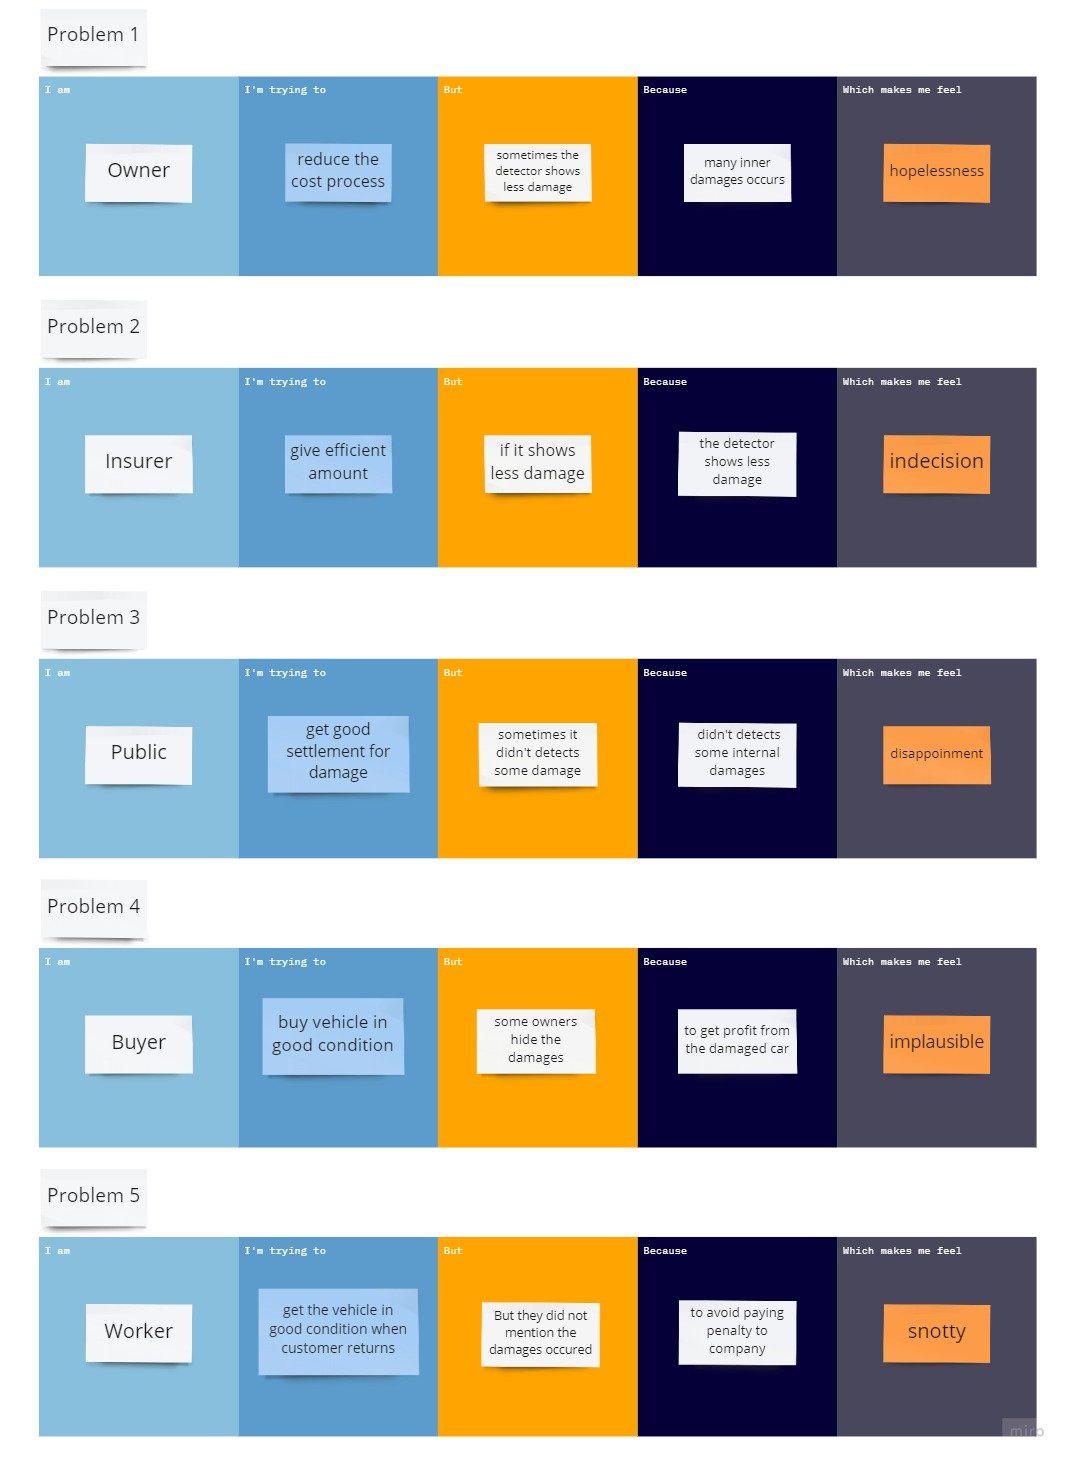 Problem 1
I am
I'm trying to
But
Because
Which makes me feel
Owner
reduce the
cost process
sometimes the
detector shows
less damage
many inner
damages occurs
hopelessness
Problem 2
I am
I'm trying to
But
Because
Which makes me feel
Insurer
give efficient
amount
if it shows
less damage
the detector
shows less
damage
indecision
Problem 3
I am
I'm trying to
But
Because
Which makes me feel
Public
get good
settlement for
damage
sometimes it
didn't detects
some damage
didn't detects
some internal
damages
disappoinment
Problem 4
I am
I'm trying to
But
Because
Which makes me feel
Buyer
buy vehicle in
good condition
some owners
hide the
damages
to get profit from
the damaged car
implausible
Problem 5
I am
I'm trying to
But
Because
Which makes me feel
Worker
get the vehicle in
good condition when
customer returns
But they did not
mention the
damages occured
to avoid paying
penalty to
company
snotty
miro